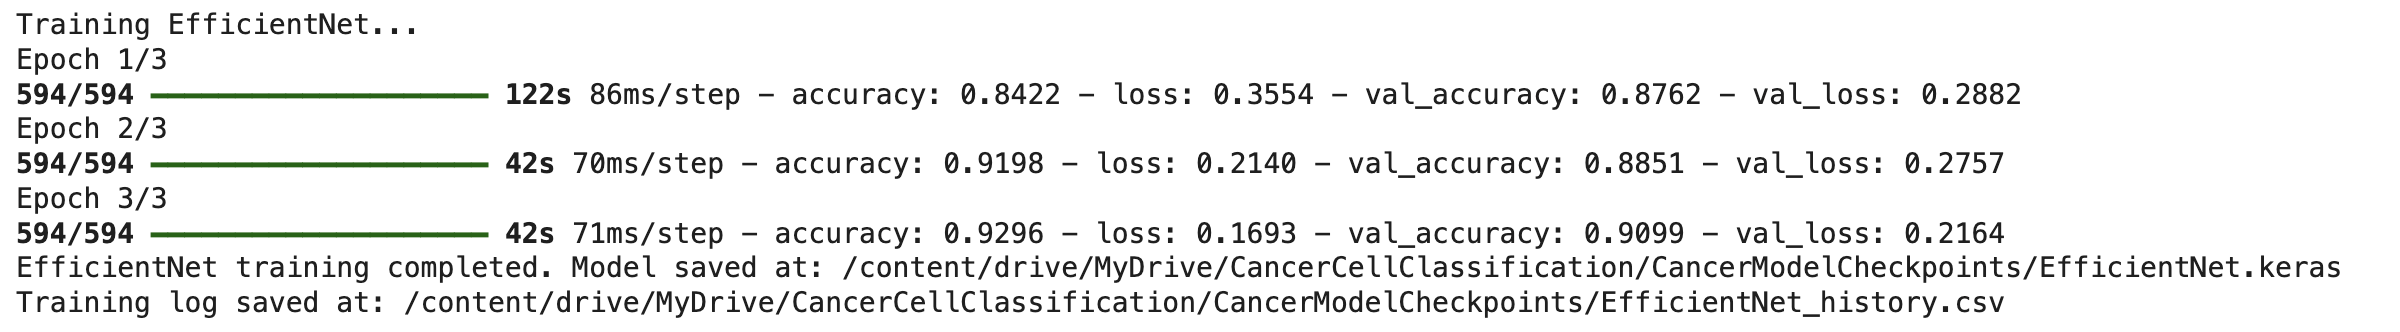 Training EfficientNet...
Epoch 1/3
594/594 ━━━━━━━━━━━━━━━━━━━━ 122s 86ms/step - accuracy: 0.8422 - loss: 0.3554 - val_accuracy: 0.8762 - val_loss: 0.2882
Epoch 2/3
594/594 ━━━━━━━━━━━━━━━━━━━━ 42s 70ms/step - accuracy: 0.9198 - loss: 0.2140 - val_accuracy: 0.8851 - val_loss: 0.2757
Epoch 3/3
594/594 ━━━━━━━━━━━━━━━━━━━━ 42s 71ms/step - accuracy: 0.9296 - loss: 0.1693 - val_accuracy: 0.9099 - val_loss: 0.2164
EfficientNet training completed. Model saved at: /content/drive/MyDrive/CancerCellClassification/CancerModelCheckpoints/EfficientNet.keras
Training log saved at: /content/drive/MyDrive/CancerCellClassification/CancerModelCheckpoints/EfficientNet_history.csv